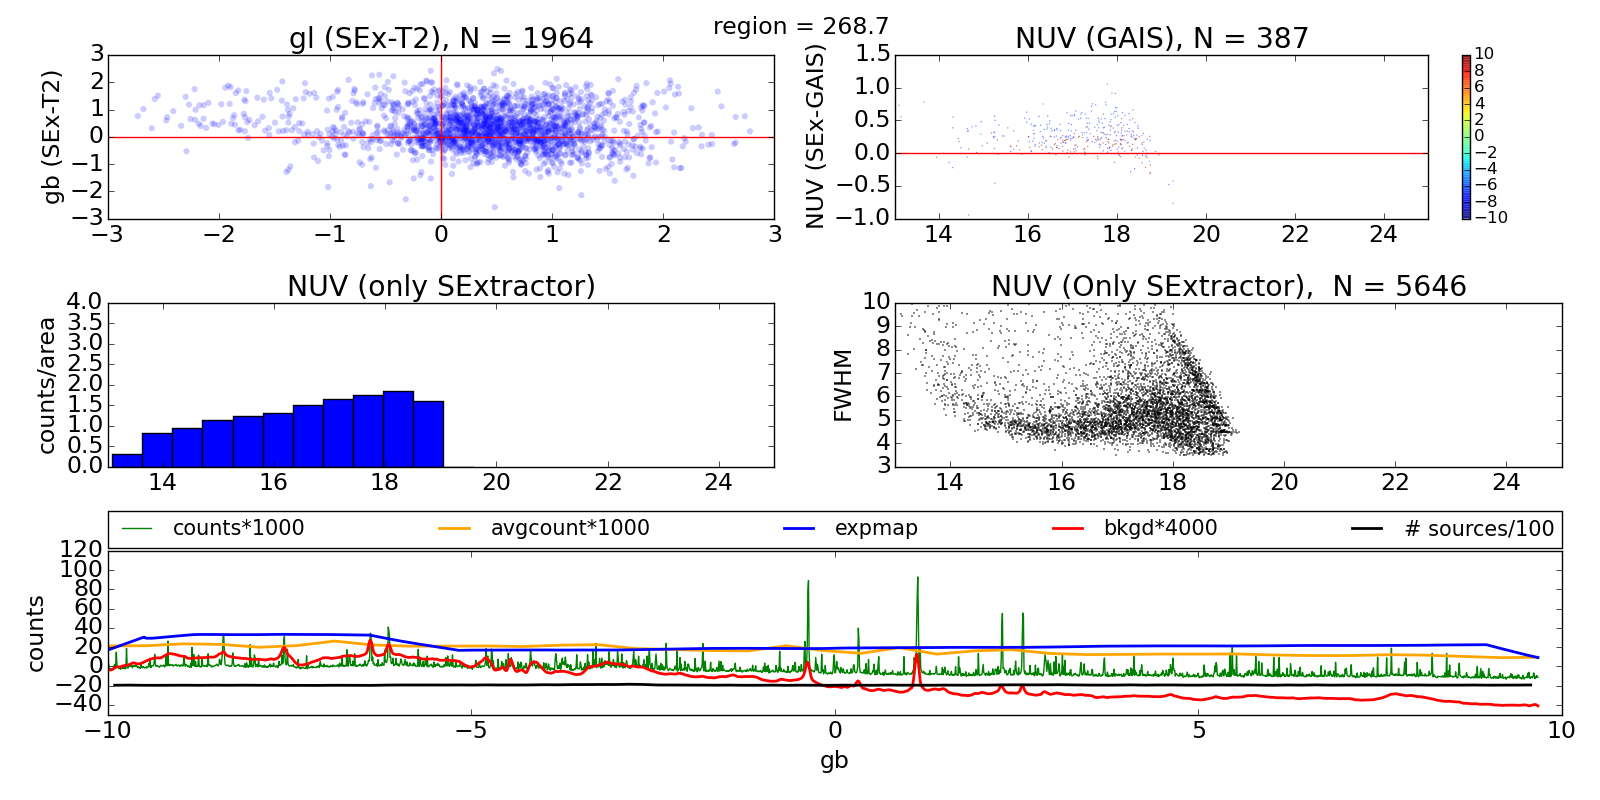 region = 268.7
gl (SEx-T2), N = 1964
NUV (GAIS), N = 387
gb (SEx-T2)
3
2
1
0
−1
−2
−3
−3 −2 −1 0 1 2 3
NUV (SEx-GAIS)
1.5
1.0
0.5
0.0
−0.5
−1.0
14 16 18 20 22 24
10
8
6
4
2
0
−2
−4
−6
−8
−10
NUV (only SExtractor)
counts/area
4.0
3.5
3.0
2.5
2.0
1.5
1.0
0.5
0.0
14 16 18 20 22 24
NUV (Only SExtractor),  N = 5646
FWHM
10
9
8
7
6
5
4
3
14 16 18 20 22 24
counts*1000 avgcount*1000 expmap bkgd*4000 # sources/100
counts
120
100
80
60
40
20
0
−20
−40
−10 −5 0 5 10
gb